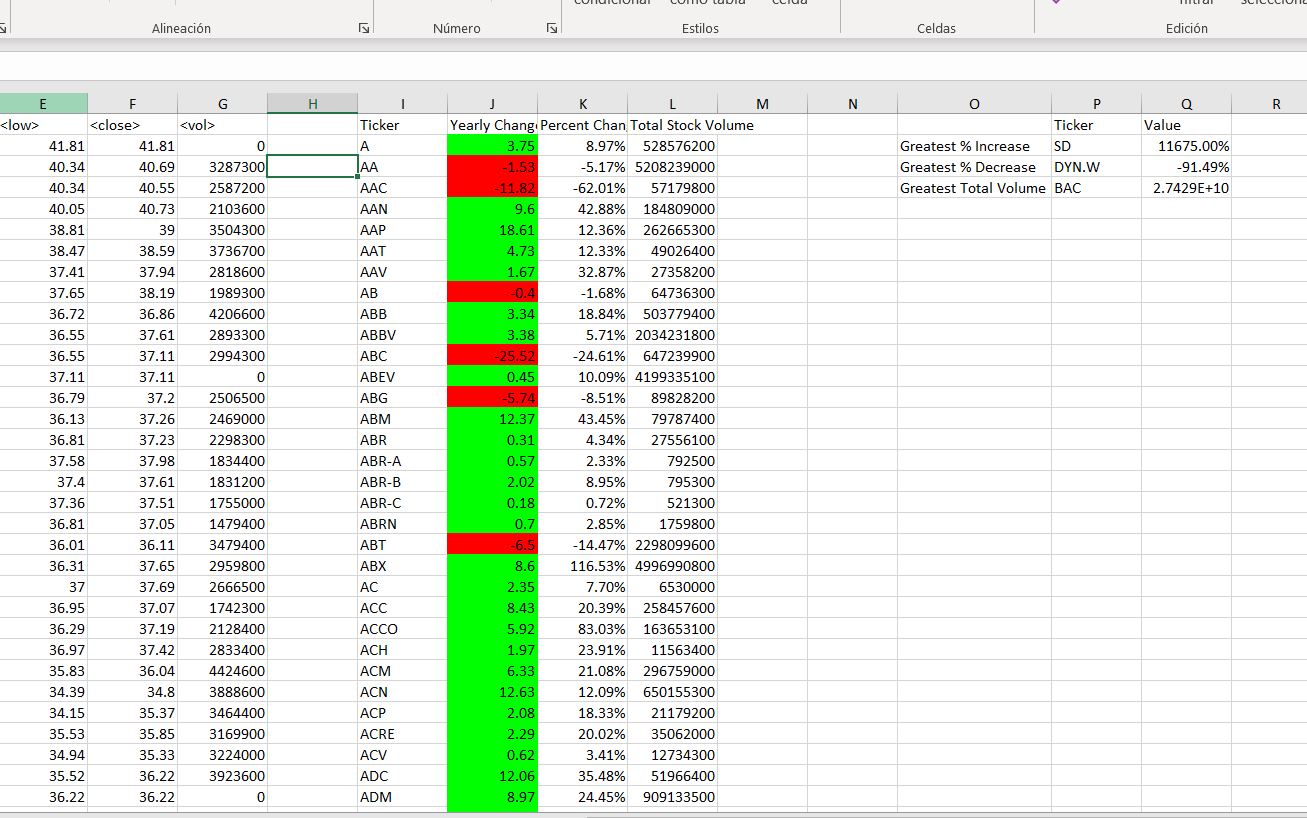 condicional como tabla celda filtrar
Alineación Número Estilos Celdas Edición
E F G H I J K L M N O P Q R
<low> <close> <vol> Ticker Yearly Chang Percent Chan Total Stock Volume Ticker Value
41.81 41.81 0 A 3.75 8.97% 528576200 Greatest % Increase SD 11675.00%
40.34 40.69 3287300 AA -1.53 -5.17% 5208239000 Greatest % Decrease DYN.W -91.49%
40.34 40.55 2587200 AAC -11.82 -62.01% 57179800 Greatest Total Volume BAC 2.7429E+10
40.05 40.73 2103600 AAN 9.6 42.88% 184809000
38.81 39 3504300 AAP 18.61 12.36% 262665300
38.47 38.59 3736700 AAT 4.73 12.33% 49026400
37.41 37.94 2818600 AAV 1.67 32.87% 27358200
37.65 38.19 1989300 AB -0.4 -1.68% 64736300
36.72 36.86 4206600 ABB 3.34 18.84% 503779400
36.55 37.61 2893300 ABBV 3.38 5.71% 2034231800
36.55 37.11 2994300 ABC -25.52 -24.61% 647239900
37.11 37.11 0 ABEV 0.45 10.09% 4199335100
36.79 37.2 2506500 ABG -5.74 -8.51% 89828200
36.13 37.26 2469000 ABM 12.37 43.45% 79787400
36.81 37.23 2298300 ABR 0.31 4.34% 27556100
37.58 37.98 1834400 ABR-A 0.57 2.33% 792500
37.4 37.61 1831200 ABR-B 2.02 8.95% 795300
37.36 37.51 1755000 ABR-C 0.18 0.72% 521300
36.81 37.05 1479400 ABRN 0.7 2.85% 1759800
36.01 36.11 3479400 ABT -6.5 -14.47% 2298099600
36.31 37.65 2959800 ABX 8.6 116.53% 4996990800
37 37.69 2666500 AC 2.35 7.70% 6530000
36.95 37.07 1742300 ACC 8.43 20.39% 258457600
36.29 37.19 2128400 ACCO 5.92 83.03% 163653100
36.97 37.42 2833400 ACH 1.97 23.91% 11563400
35.83 36.04 4424600 ACM 6.33 21.08% 296759000
34.39 34.8 3888600 ACN 12.63 12.09% 650155300
34.15 35.37 3464400 ACP 2.08 18.33% 21179200
35.53 35.85 3169900 ACRE 2.29 20.02% 35062000
34.94 35.33 3224000 ACV 0.62 3.41% 12734300
35.52 36.22 3923600 ADC 12.06 35.48% 51966400
36.22 36.22 0 ADM 8.97 24.45% 909133500